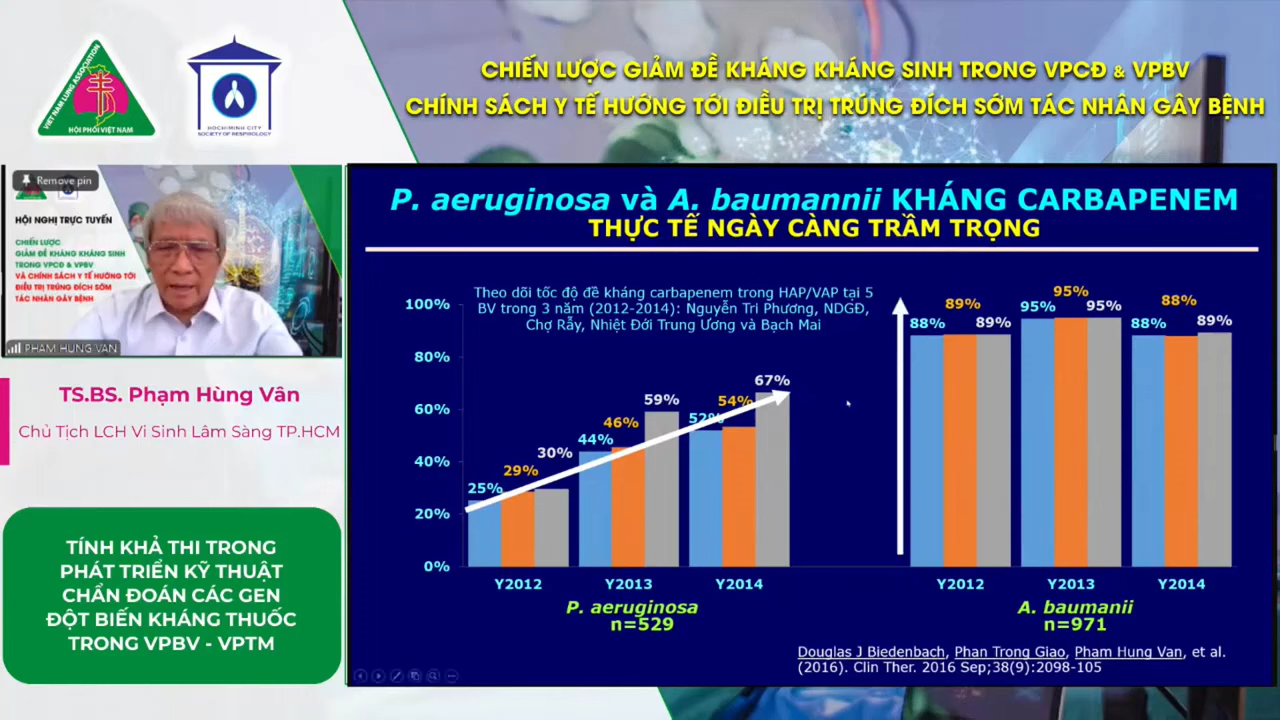 VIET NAM LUNG ASSOCIATION
HỘI PHỔI VIỆT NAM
HOCHIMINH CITY
SOCIETY OF RESPIROLOGY
CHIẾN LƯỢC GIẢM ĐỀ KHÁNG KHÁNG SINH TRONG VPCĐ & VPBV
CHÍNH SÁCH Y TẾ HƯỚNG TỚI ĐIỀU TRỊ TRÚNG ĐÍCH SỚM TÁC NHÂN GÂY BỆNH
Remove pin
HỘI NGHỊ TRỰC TUYẾN
CHIẾN LƯỢC
GIẢM ĐỀ KHÁNG KHÁNG SINH
TRONG VPCĐ & VPBV
VÀ CHÍNH SÁCH Y TẾ HƯỚNG TỚI
ĐIỀU TRỊ TRÚNG ĐÍCH SỚM
TÁC NHÂN GÂY BỆNH
PHAM HUNG VAN
TS.BS. Phạm Hùng Vân
Chủ Tịch LCH Vi Sinh Lâm Sàng TP.HCM
TÍNH KHẢ THI TRONG
PHÁT TRIỂN KỸ THUẬT
CHẨN ĐOÁN CÁC GEN
ĐỘT BIẾN KHÁNG THUỐC
TRONG VPBV - VPTM
P. aeruginosa và A. baumannii KHÁNG CARBAPENEM
THỰC TẾ NGÀY CÀNG TRẦM TRỌNG
Theo dõi tốc độ đề kháng carbapenem trong HAP/VAP tại 5
BV trong 3 năm (2012-2014): Nguyễn Tri Phương, NDGĐ,
Chợ Rẫy, Nhiệt Đới Trung Ương và Bạch Mai
100%
80%
60%
40%
20%
0%
25%
29%
30%
44%
46%
59%
52%
54%
67%
88%
89%
89%
95%
95%
95%
88%
88%
89%
Y2012
Y2013
Y2014
Y2012
Y2013
Y2014
P. aeruginosa
n=529
A. baumanii
n=971
Douglas J Biedenbach, Phan Trong Giao, Pham Hung Van, et al.
(2016). Clin Ther. 2016 Sep;38(9):2098-105